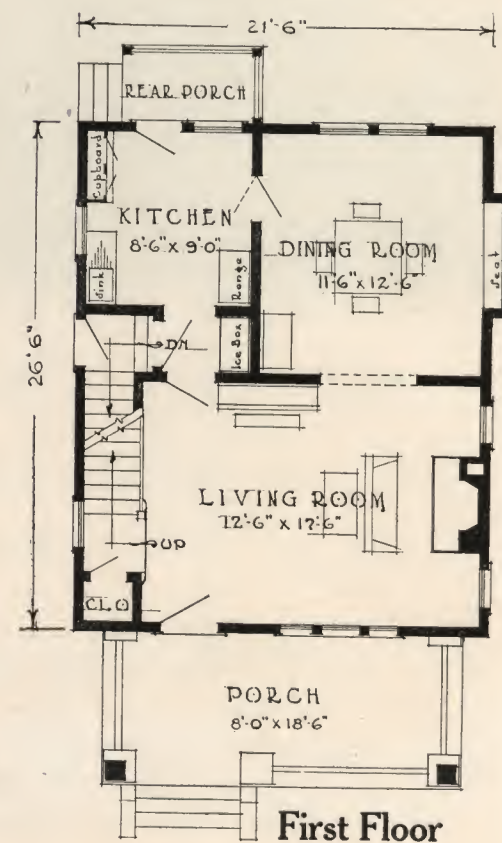 21'-6"
REAR PORCH
Cupboard
KITCHEN
8'-6" x 9'-0"
Sink
Range
DINING ROOM
11'-6" x 12'-6"
Seat
26'6"
DN
Ice Box
LIVING ROOM
12'-6" x 17'-6"
UP
CLO
PORCH
8'-0" x 18'-6"
First Floor